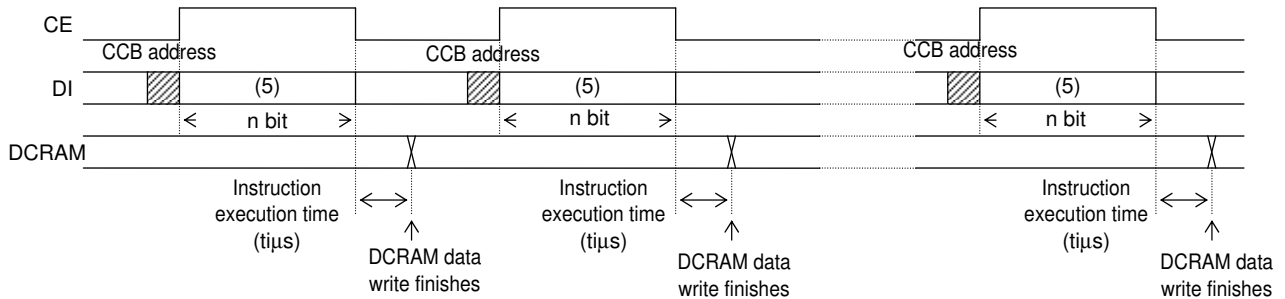 CE
CCB address
CCB address
CCB address
DI
(5)
(5)
(5)
n bit
n bit
n bit
DCRAM
Instruction
execution time
(tiµs)
Instruction
execution time
(tiµs)
Instruction
execution time
(tiµs)
DCRAM data
write finishes
DCRAM data
write finishes
DCRAM data
write finishes